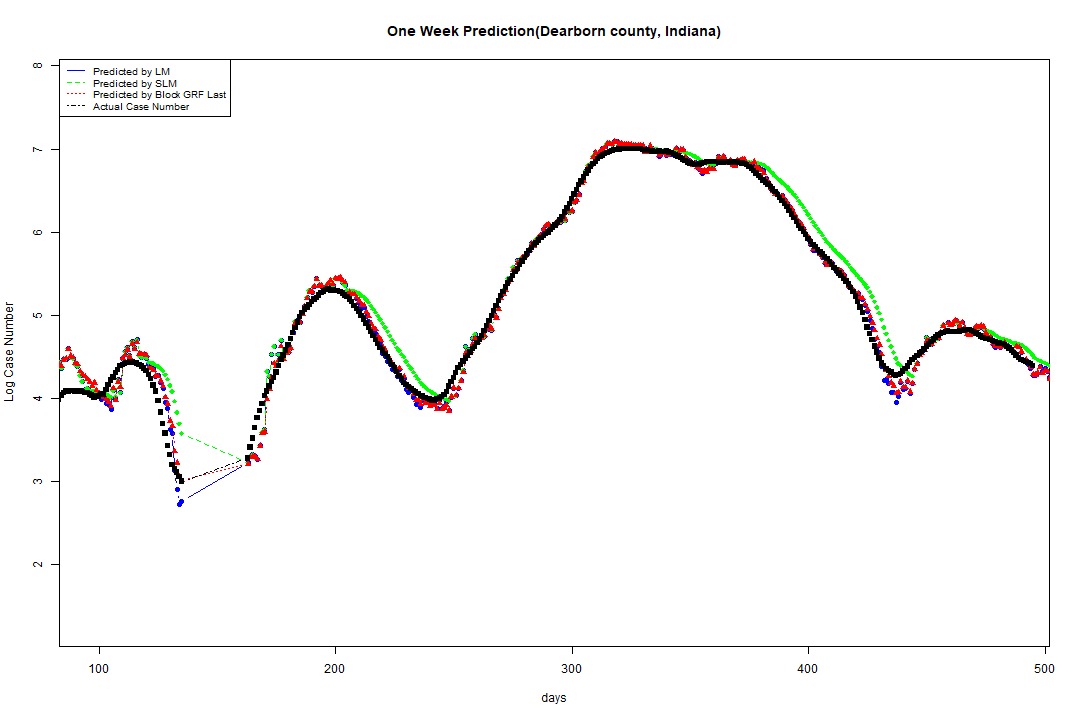 One Week Prediction(Dearborn county, Indiana)
Predicted by LM
Predicted by SLM
Predicted by Block GRF Last
Actual Case Number
8
7
6
5
4
3
2
Log Case Number
100 200 300 400 500
days